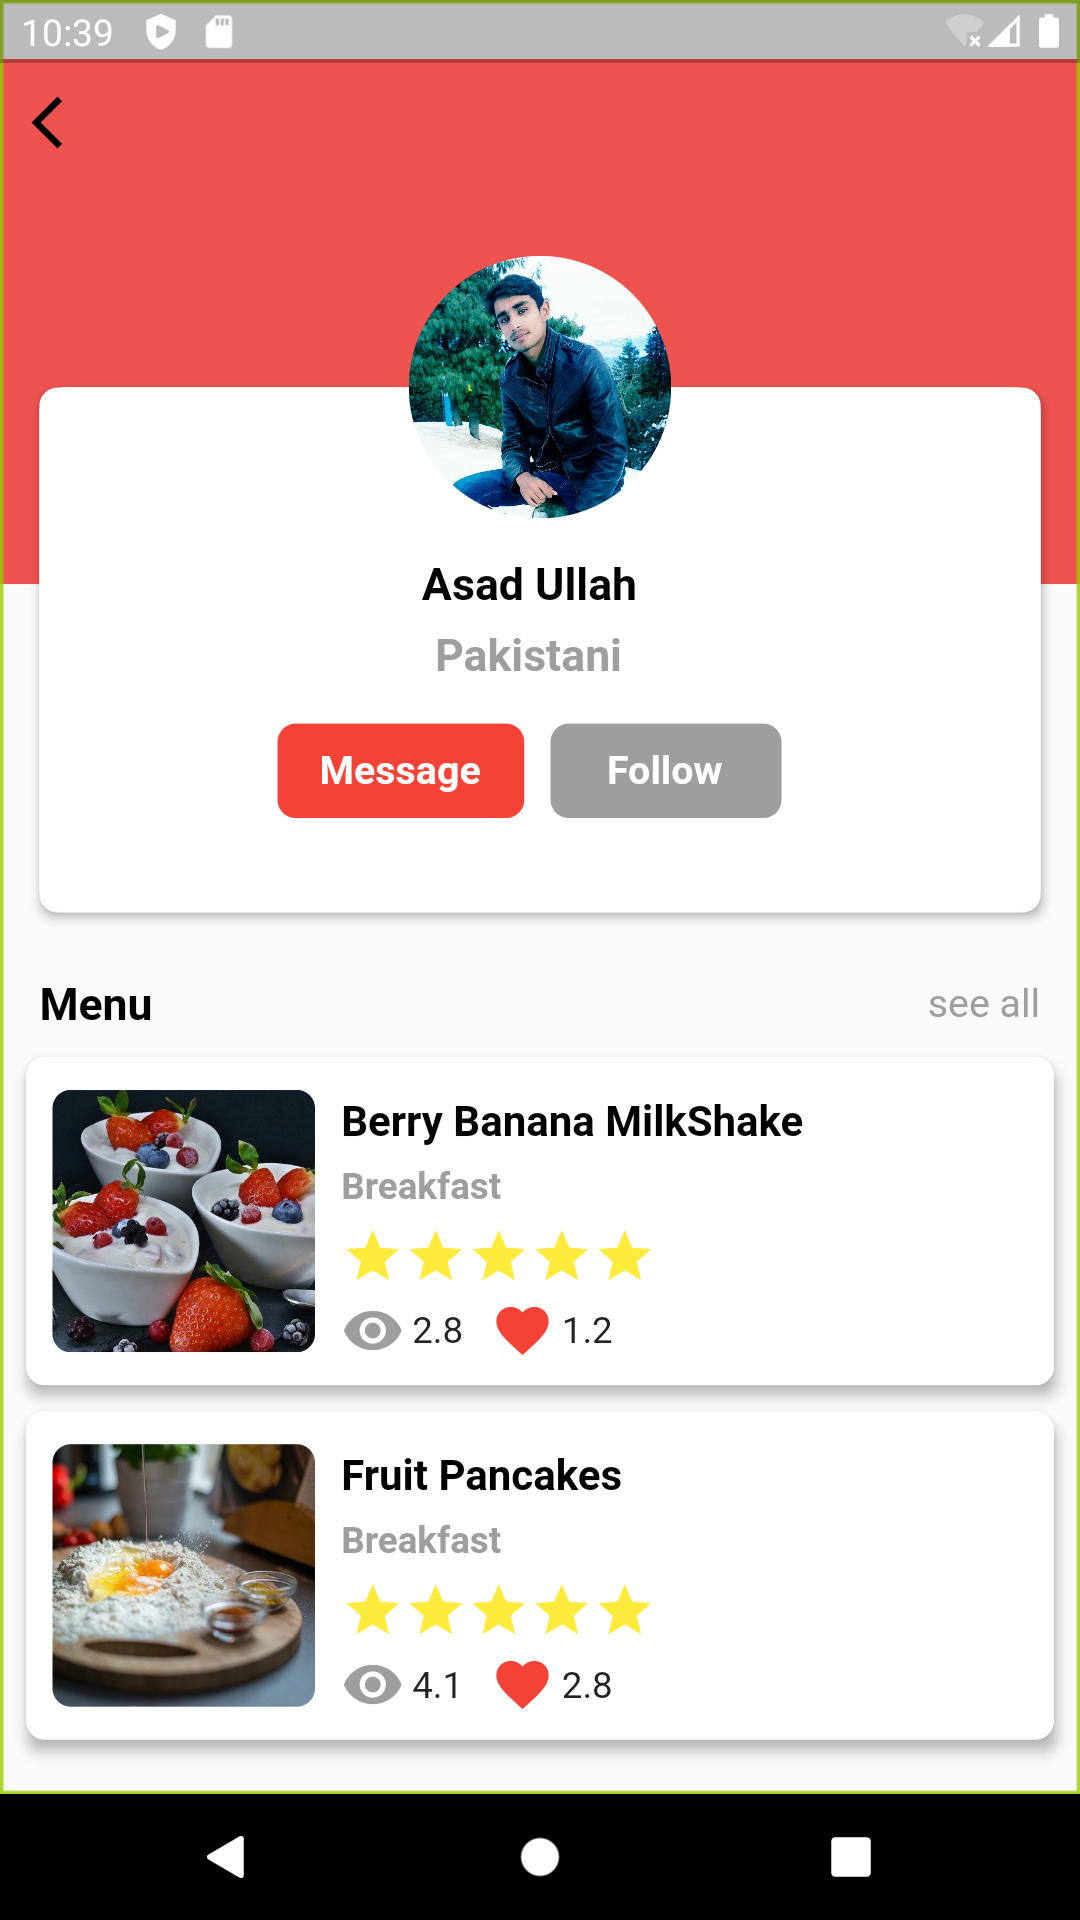 10:39
Asad Ullah
Pakistani
Message Follow
Menu see all
Berry Banana MilkShake
Breakfast
2.8 1.2
Fruit Pancakes
Breakfast
4.1 2.8